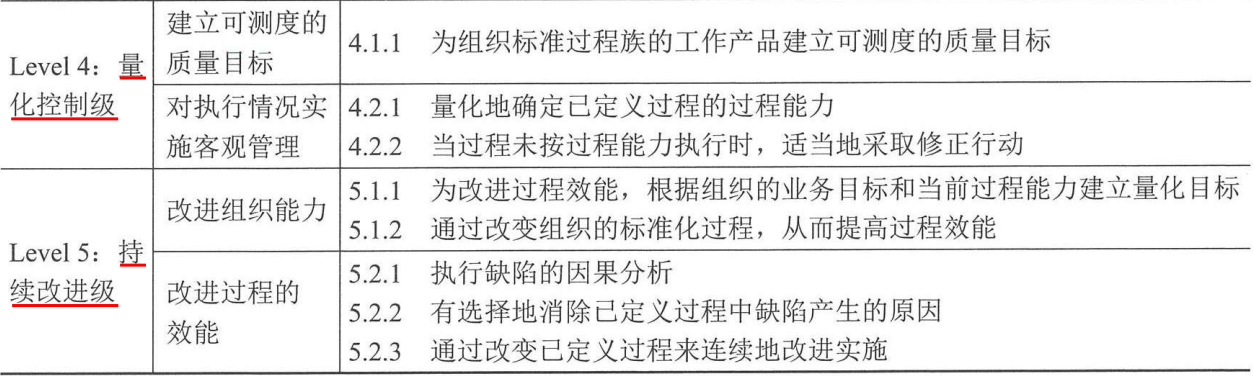 Level 4：量
化控制级
建立可测度的
质量目标
4.1.1 为组织标准过程族的工作产品建立可测度的质量目标
对执行情况实
施客观管理
4.2.1 量化地确定已定义过程的过程能力
4.2.2 当过程未按过程能力执行时，适当地采取修正行动
Level 5：持
续改进级
改进组织能力
5.1.1 为改进过程效能，根据组织的业务目标和当前过程能力建立量化目标
5.1.2 通过改变组织的标准化过程，从而提高过程效能
改进过程的
效能
5.2.1 执行缺陷的因果分析
5.2.2 有选择地消除已定义过程中缺陷产生的原因
5.2.3 通过改变已定义过程来连续地改进实施